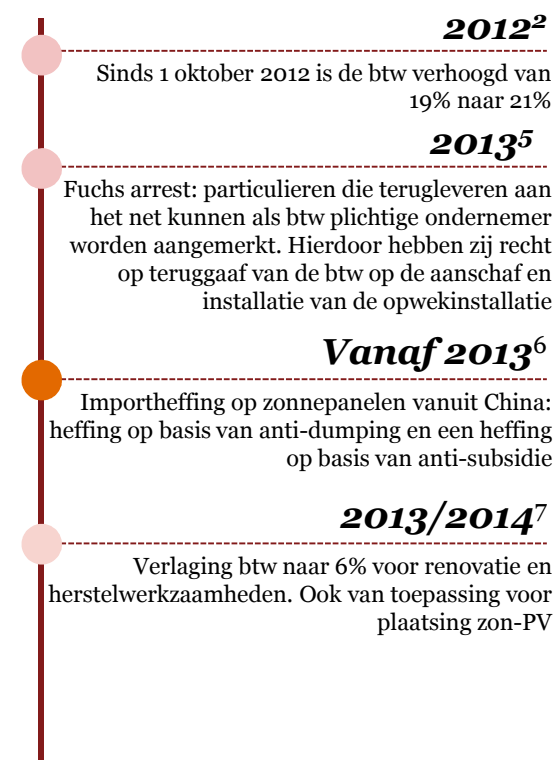 2012²
Sinds 1 oktober 2012 is de btw verhoogd van
19% naar 21%
2013⁵
Fuchs arrest: particulieren die terugleveren aan
het net kunnen als btw plichtige ondernemer
worden aangemerkt. Hierdoor hebben zij recht
op teruggaaf van de btw op de aanschaf en
installatie van de opwekinstallatie
Vanaf 2013⁶
Importheffing op zonnepanelen vanuit China:
heffing op basis van anti-dumping en een heffing
op basis van anti-subsidie
2013/2014⁷
Verlaging btw naar 6% voor renovatie en
herstelwerkzaamheden. Ook van toepassing voor
plaatsing zon-PV